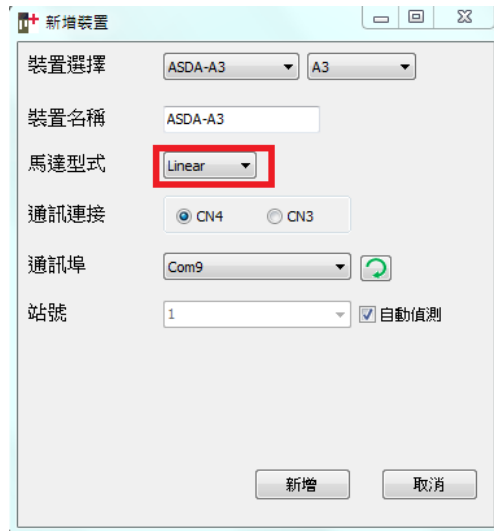 新增裝置
裝置選擇 ASDA-A3 A3
裝置名稱 ASDA-A3
馬達型式 Linear
通訊連接 CN4 CN3
通訊埠 Com9
站號 1 自動偵測
新增 取消